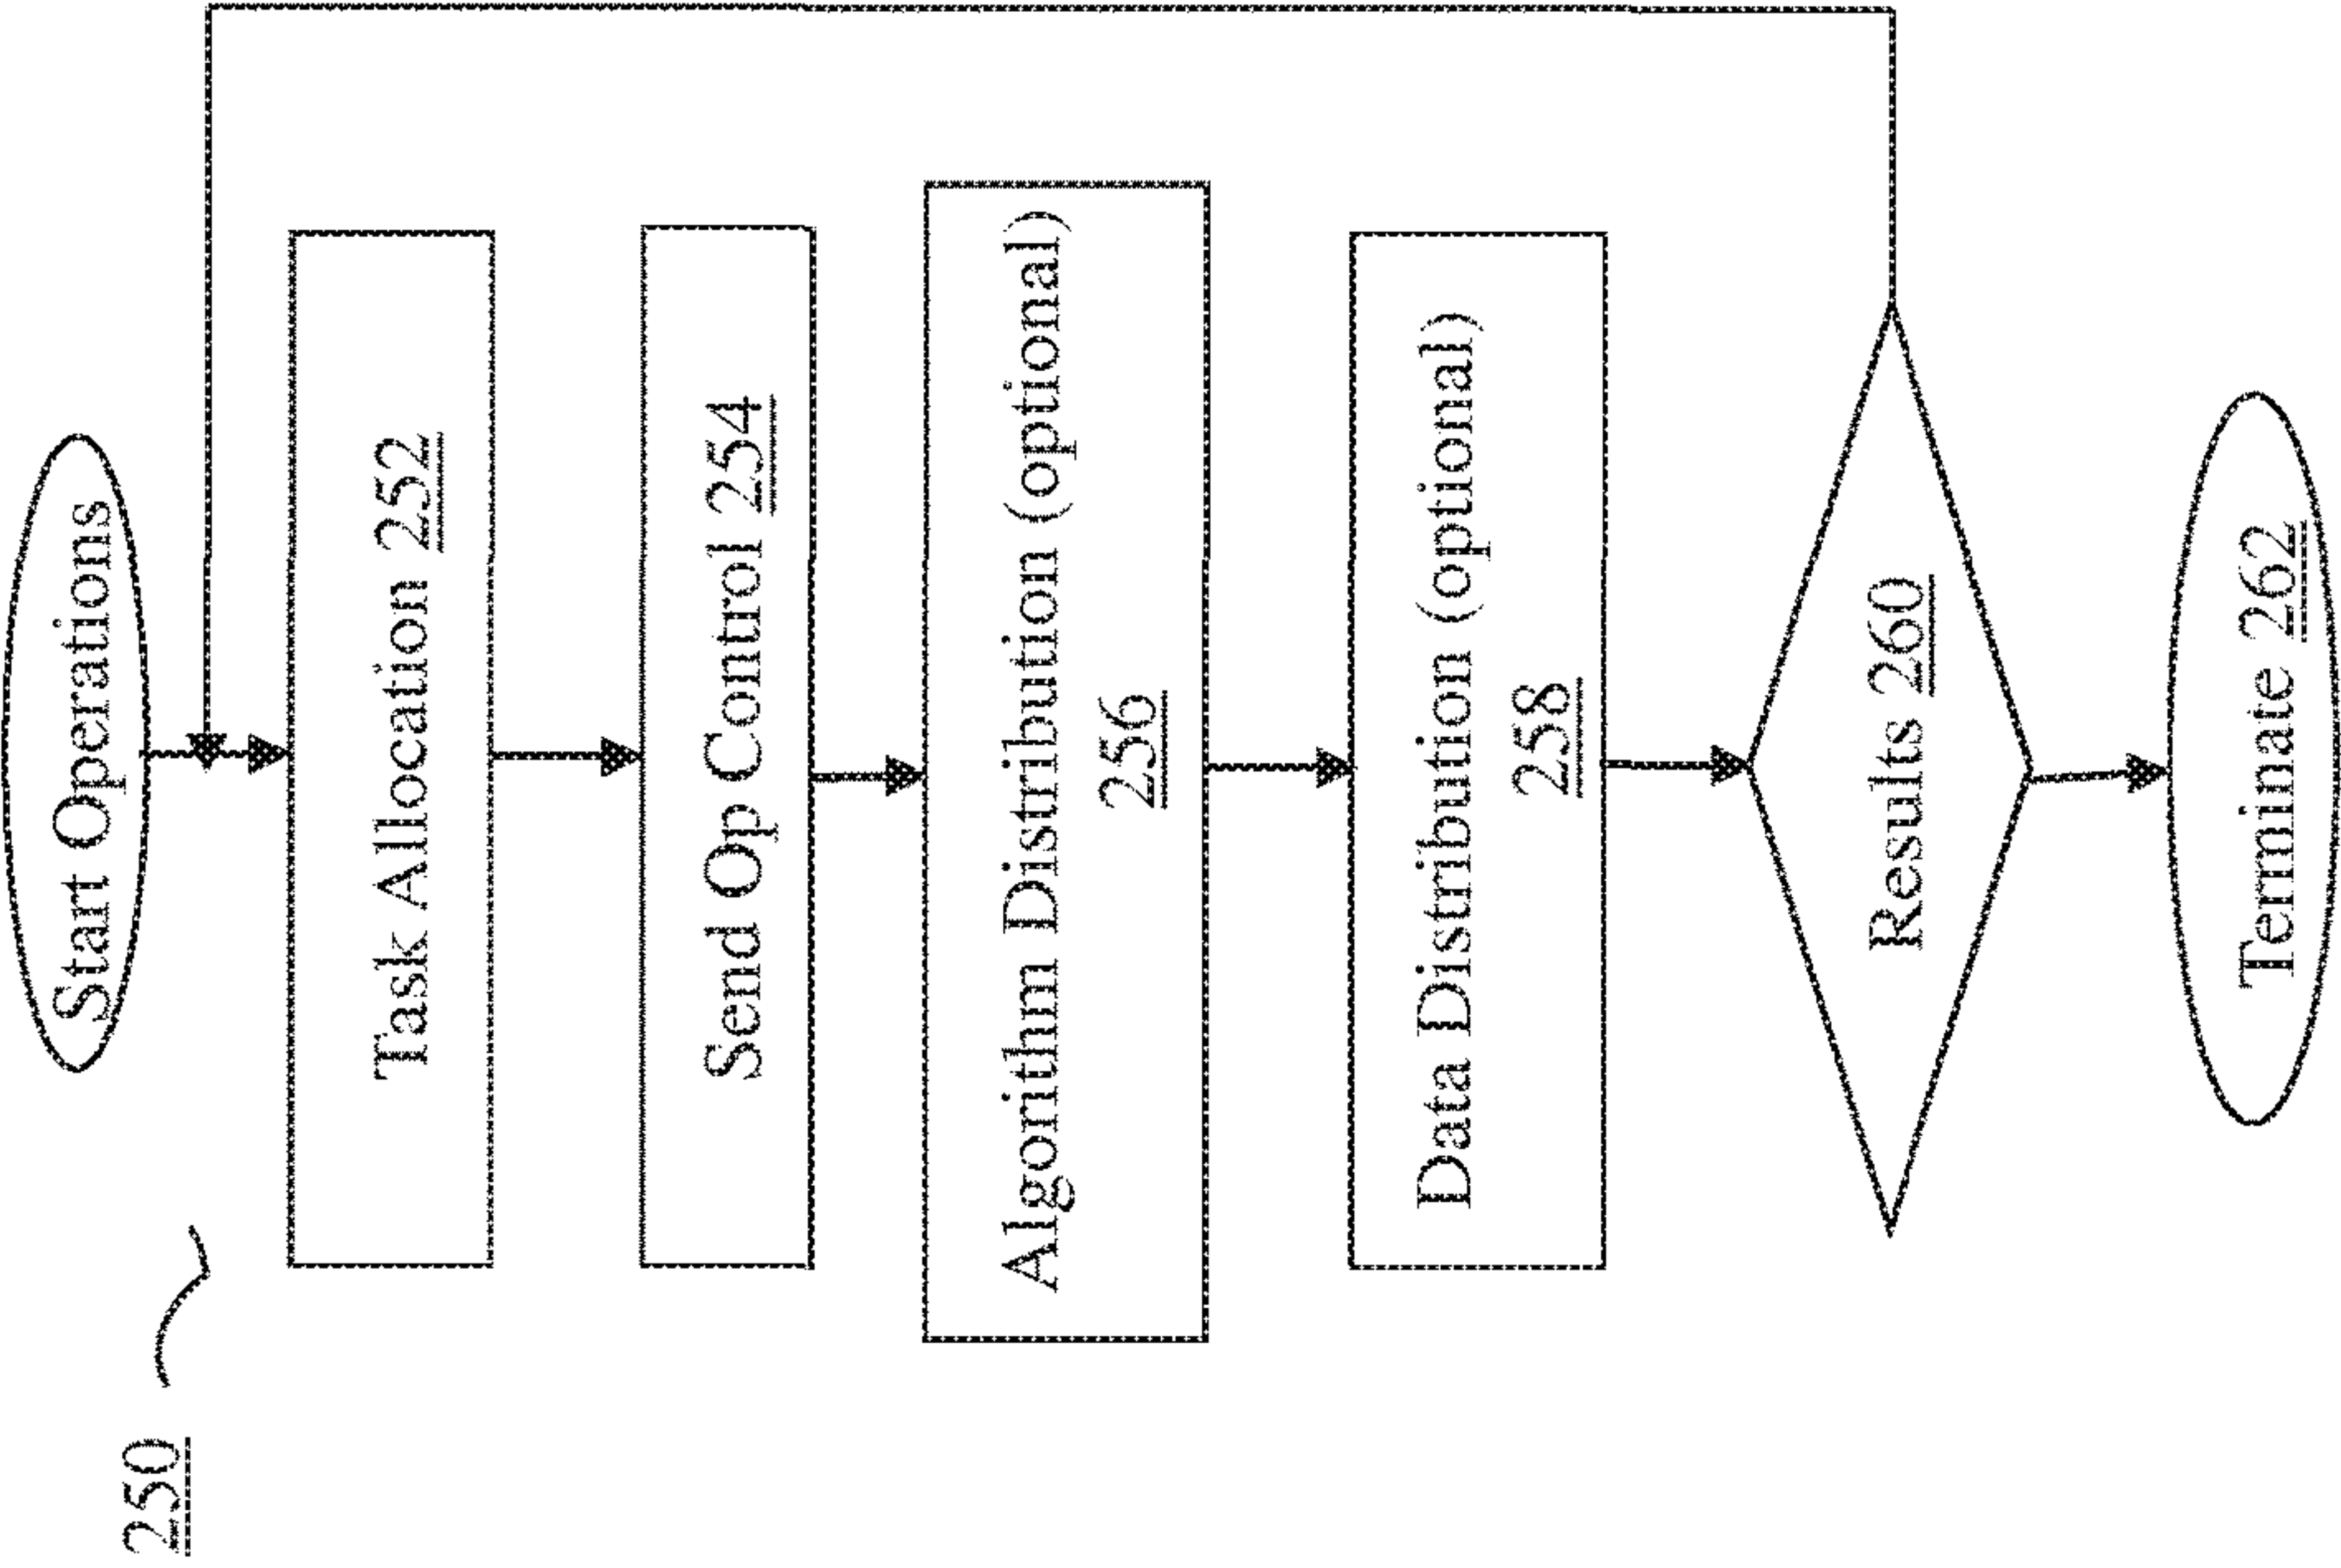 250
Start Operations
Task Allocation 252
Send Op Control 254
Algorithm Distribution (optional)
256
Data Distribution (optional)
258
Results 260
Terminate 262